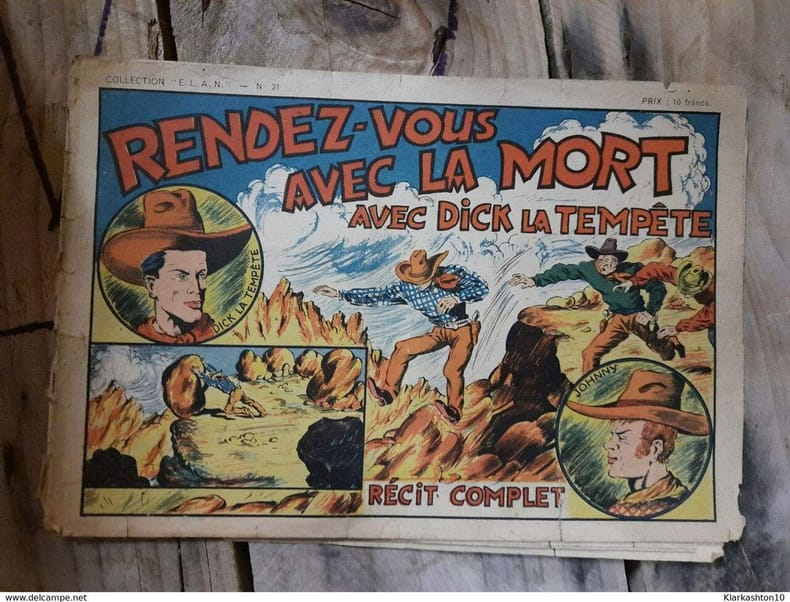 COLLECTION "E.L.A.N." — N° 31
PRIX : 10 francs.
RENDEZ-VOUS
AVEC LA MORT
AVEC DICK LA TEMPÊTE
DICK LA TEMPÊTE
JOHNNY
RÉCIT COMPLET
www.delcampe.net
Klarkashton10